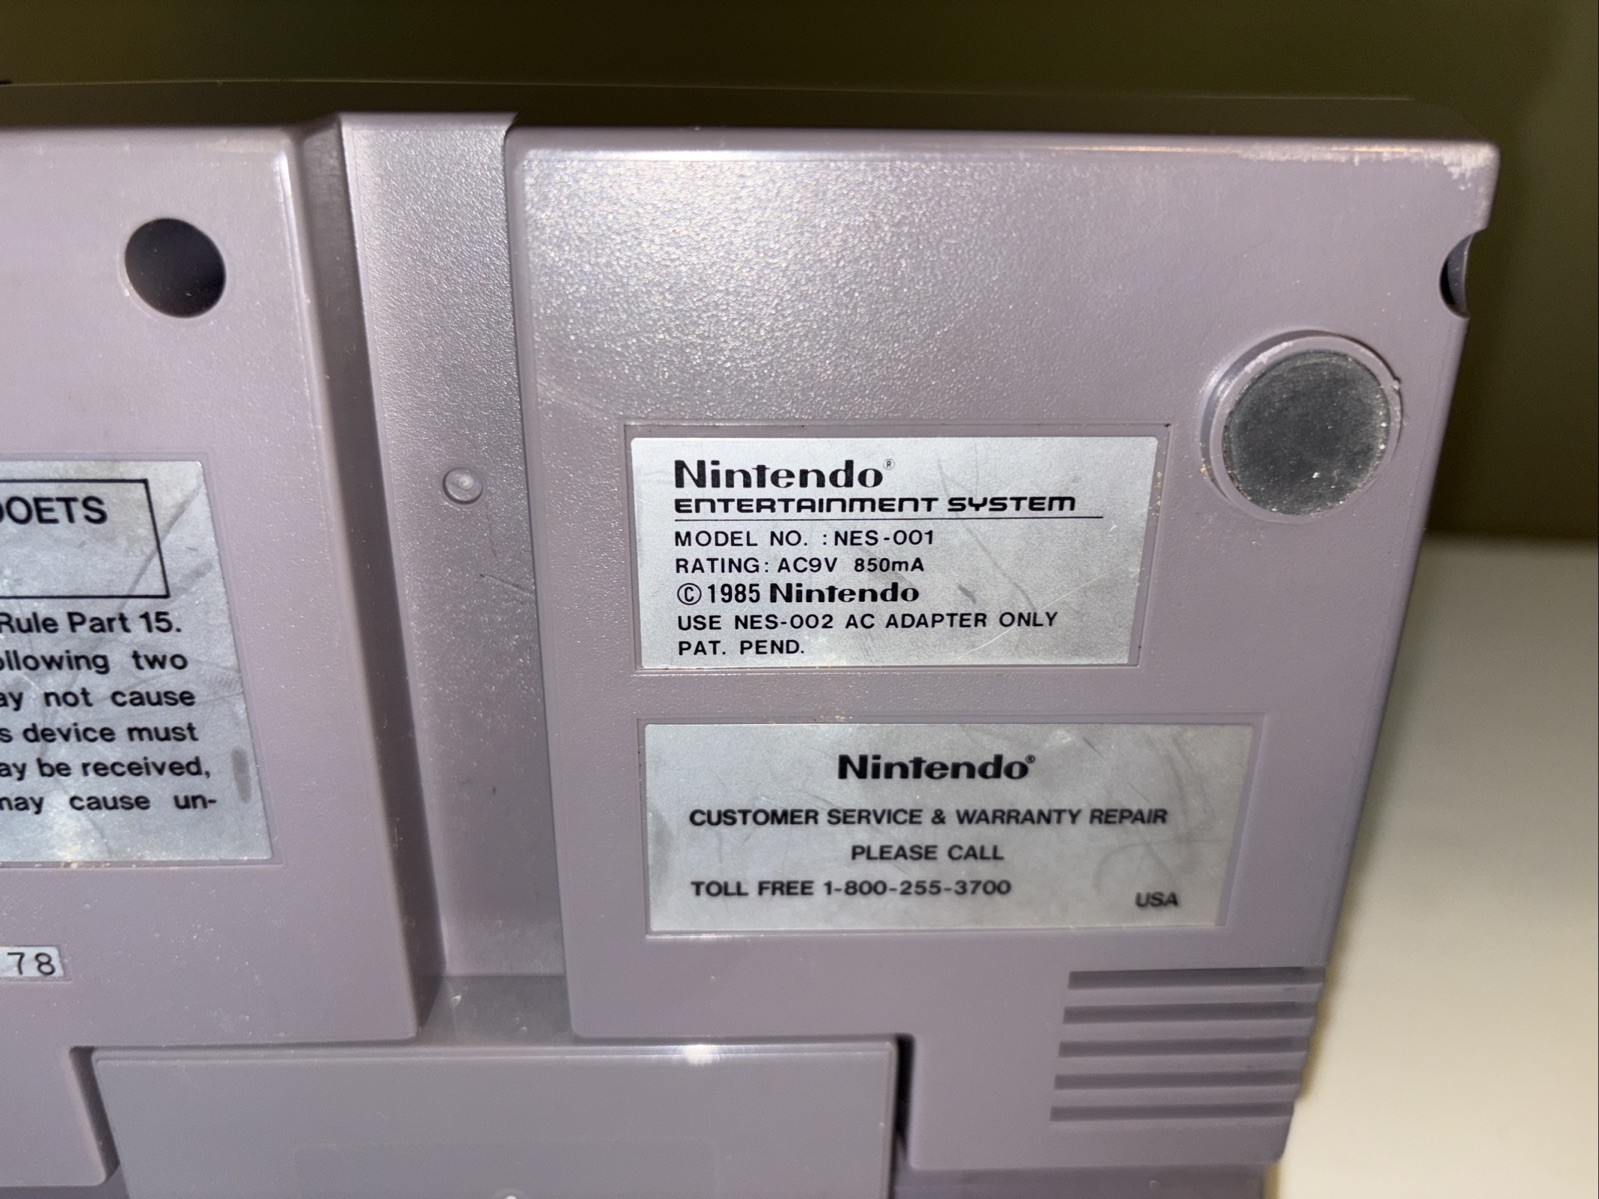 OOETS
Rule Part 15.
ollowing two
ay not cause
s device must
ay be received,
may cause un-
78
Nintendo®
ENTERTAINMENT SYSTEM
MODEL NO. : NES-001
RATING: AC9V 850mA
©1985 Nintendo
USE NES-002 AC ADAPTER ONLY
PAT. PEND.
Nintendo®
CUSTOMER SERVICE & WARRANTY REPAIR
PLEASE CALL
TOLL FREE 1-800-255-3700
USA